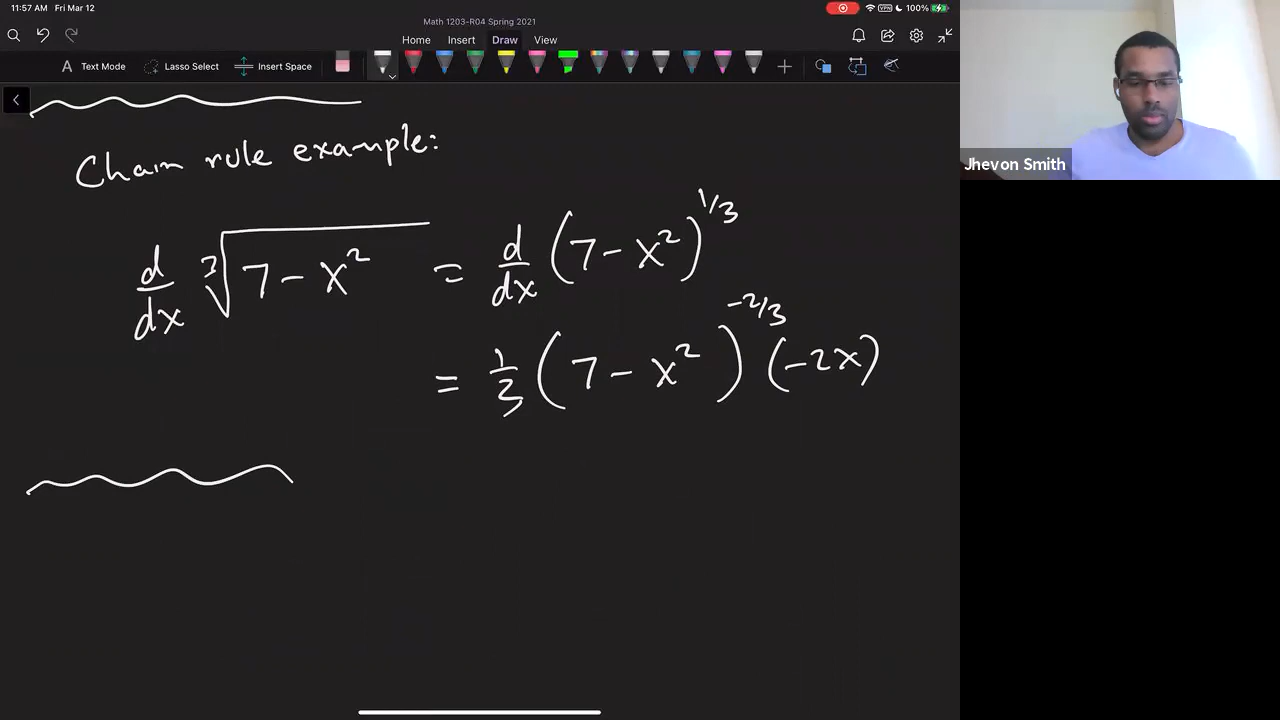 11:57 AM Fri Mar 12
VPN 100%
Math 1203-R04 Spring 2021
Home Insert Draw View
A Text Mode Lasso Select Insert Space
Jhevon Smith
Chain rule example:
d/dx ∛(7 - x²) = d/dx (7 - x²)^1/3
= 1/3 (7 - x²)^-2/3 (-2x)